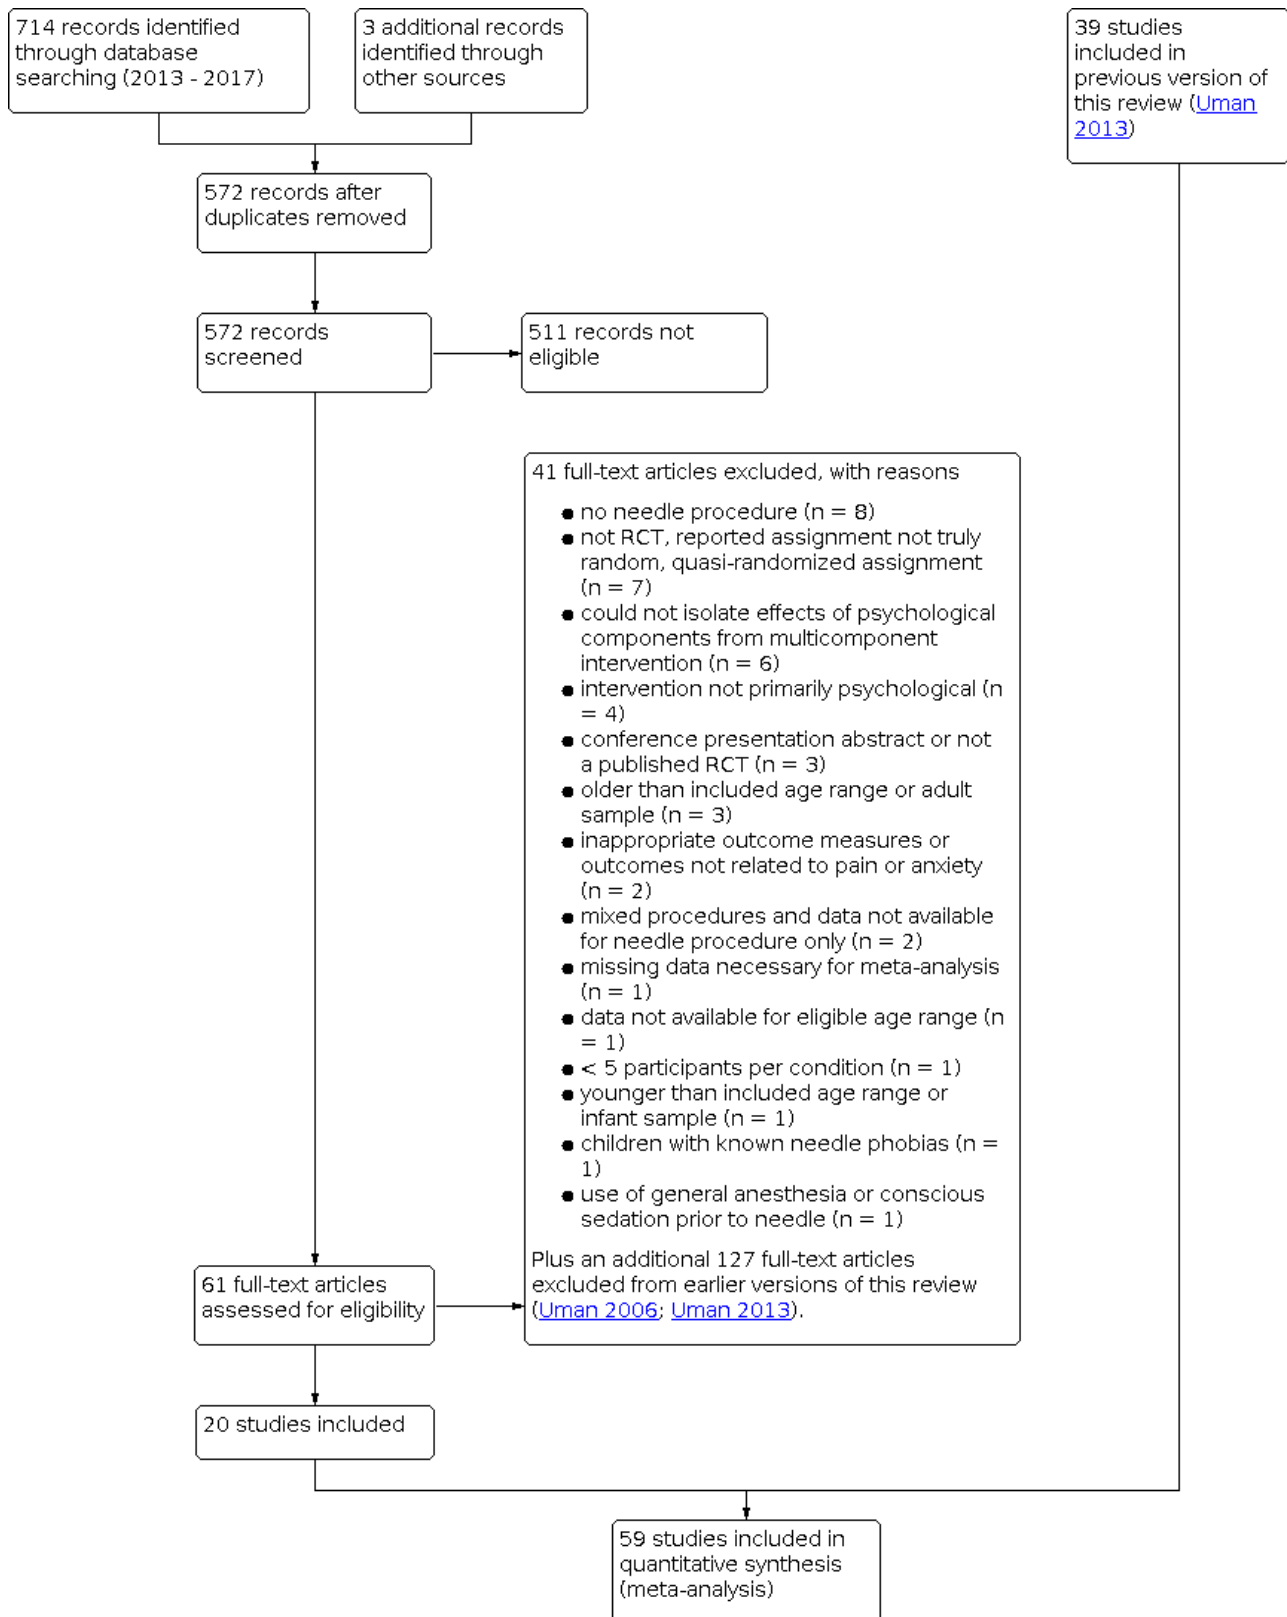 714 records identified
through database
searching (2013 - 2017)
3 additional records
identified through
other sources
39 studies
included in
previous version of
this review (Uman
2013)
572 records after
duplicates removed
572 records
screened
511 records not
eligible
41 full-text articles excluded, with reasons
● no needle procedure (n = 8)
● not RCT, reported assignment not truly
random, quasi-randomized assignment
(n = 7)
● could not isolate effects of psychological
components from multicomponent
intervention (n = 6)
● intervention not primarily psychological (n
= 4)
● conference presentation abstract or not
a published RCT (n = 3)
● older than included age range or adult
sample (n = 3)
● inappropriate outcome measures or
outcomes not related to pain or anxiety
(n = 2)
● mixed procedures and data not available
for needle procedure only (n = 2)
● missing data necessary for meta-analysis
(n = 1)
● data not available for eligible age range (n
= 1)
● < 5 participants per condition (n = 1)
● younger than included age range or
infant sample (n = 1)
● children with known needle phobias (n =
1)
● use of general anesthesia or conscious
sedation prior to needle (n = 1)
Plus an additional 127 full-text articles
excluded from earlier versions of this review
(Uman 2006; Uman 2013).
61 full-text articles
assessed for eligibility
20 studies included
59 studies included in
quantitative synthesis
(meta-analysis)